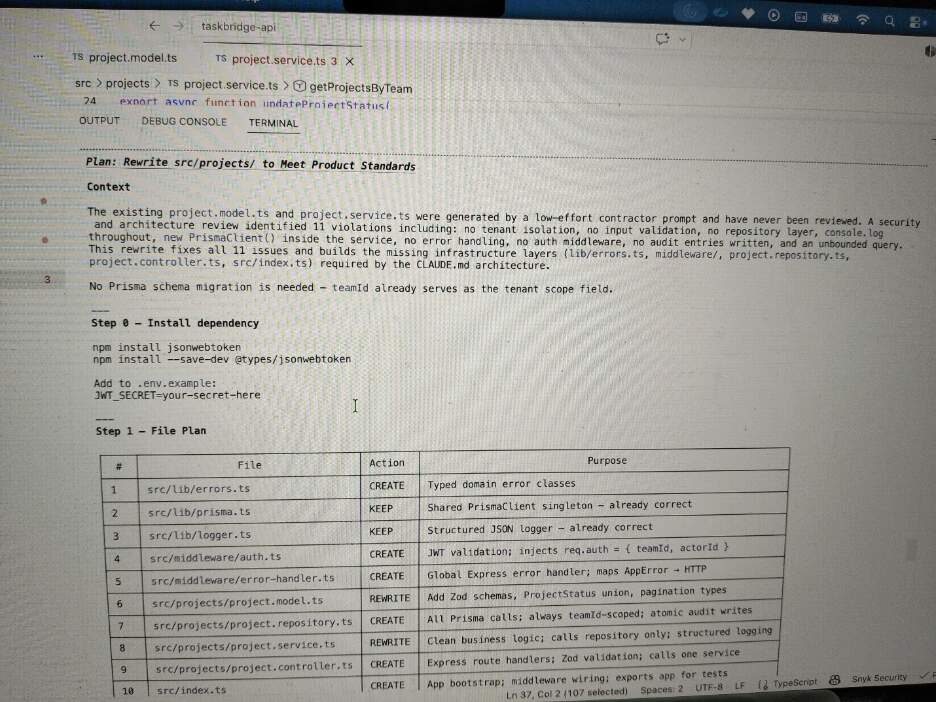 taskbridge-api
TS project.model.ts TS project.service.ts 3
src > projects > TS project.service.ts > getProjectsByTeam
24 export async function updateProjectStatus(
OUTPUT DEBUG CONSOLE TERMINAL
Plan: Rewrite src/projects/ to Meet Product Standards
Context
The existing project.model.ts and project.service.ts were generated by a low-effort contractor prompt and have never been reviewed. A security
and architecture review identified 11 violations including: no tenant isolation, no input validation, no repository layer, console.log
throughout, new PrismaClient() inside the service, no error handling, no auth middleware, no audit entries written, and an unbounded query.
This rewrite fixes all 11 issues and builds the missing infrastructure layers (lib/errors.ts, middleware/, project.repository.ts,
project.controller.ts, src/index.ts) required by the CLAUDE.md architecture.
3
No Prisma schema migration is needed — teamId already serves as the tenant scope field.
Step 0 — Install dependency
npm install jsonwebtoken
npm install --save-dev @types/jsonwebtoken
Add to .env.example:
JWT_SECRET=your-secret-here
Step 1 — File Plan
# File Action Purpose
1 src/lib/errors.ts CREATE Typed domain error classes
2 src/lib/prisma.ts KEEP Shared PrismaClient singleton — already correct
3 src/lib/logger.ts KEEP Structured JSON logger — already correct
4 src/middleware/auth.ts CREATE JWT validation; injects req.auth = { teamId, actorId }
5 src/middleware/error-handler.ts CREATE Global Express error handler; maps AppError → HTTP
6 src/projects/project.model.ts REWRITE Add Zod schemas, ProjectStatus union, pagination types
7 src/projects/project.repository.ts CREATE All Prisma calls; always teamId-scoped; atomic audit writes
8 src/projects/project.service.ts REWRITE Clean business logic; calls repository only; structured logging
9 src/projects/project.controller.ts CREATE Express route handlers; Zod validation; calls one service
10 src/index.ts CREATE App bootstrap; middleware wiring; exports app for tests
Ln 37, Col 2 (107 selected) Spaces: 2 UTF-8 LF TypeScript Snyk Security